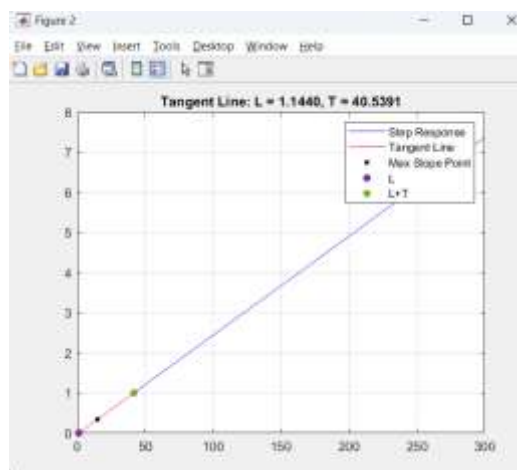 Figure 2
File Edit View Insert Tools Desktop Window Help
Tangent Line: L = 1.1440, T = 40.5391
8
Step Response
Tangent Line
Max Slope Point
L
L+T
7
6
5
4
3
2
1
0
0 50 100 150 200 250 300